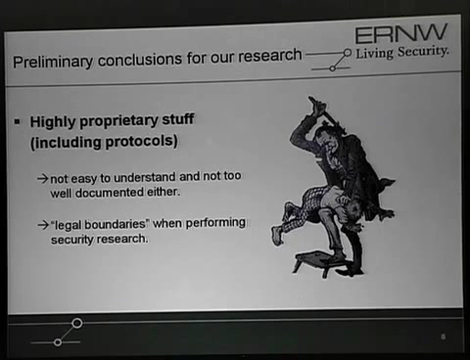 ERNW
Living Security.
Preliminary conclusions for our research
▪ Highly proprietary stuff
(including protocols)
→not easy to understand and not too
well documented either.
→"legal boundaries" when performing
security research.
8